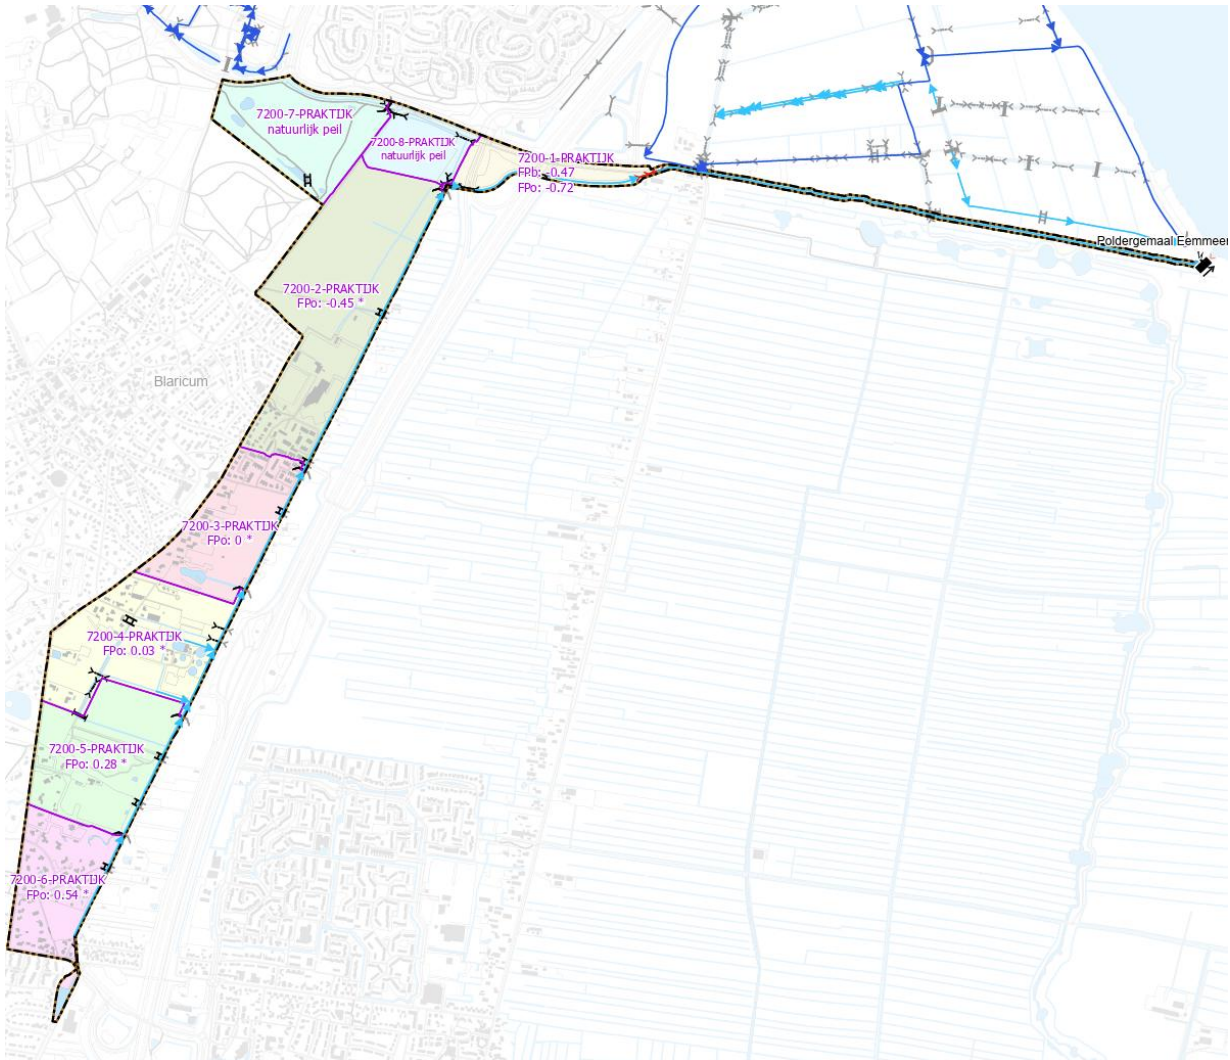 7200-7-PRAKTIJK
natuurlijk peil
7200-8-PRAKTIJK
natuurlijk peil
7200-1-PRAKTIJK
FPb: -0.47
FPo: -0.72
Poldergemaal Eemmeer
7200-2-PRAKTIJK
FPo: -0.45 *
Blaricum
7200-3-PRAKTIJK
FPo: 0 *
7200-4-PRAKTIJK
FPo: 0.03 *
7200-5-PRAKTIJK
FPo: 0.28 *
7200-6-PRAKTIJK
FPo: 0.54 *